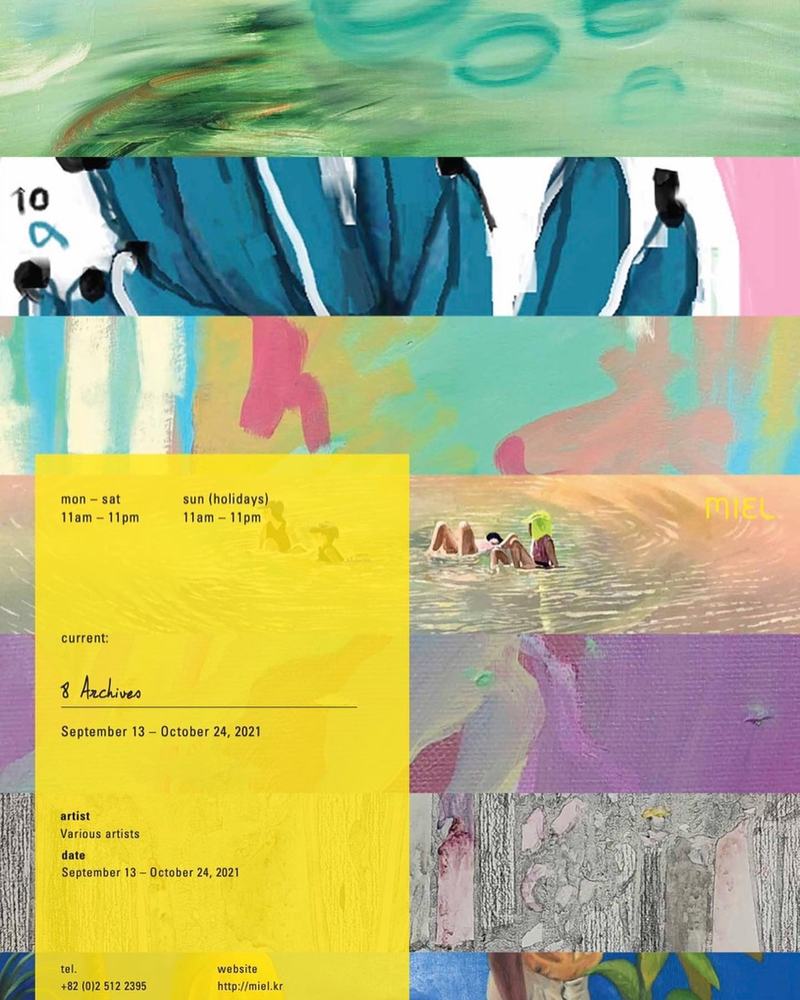 10
9
mon – sat
11am – 11pm
sun (holidays)
11am – 11pm
MIEL
current:
8 Archives
September 13 – October 24, 2021
artist
Various artists
date
September 13 – October 24, 2021
tel.
+82 (0)2 512 2395
website
http://miel.kr